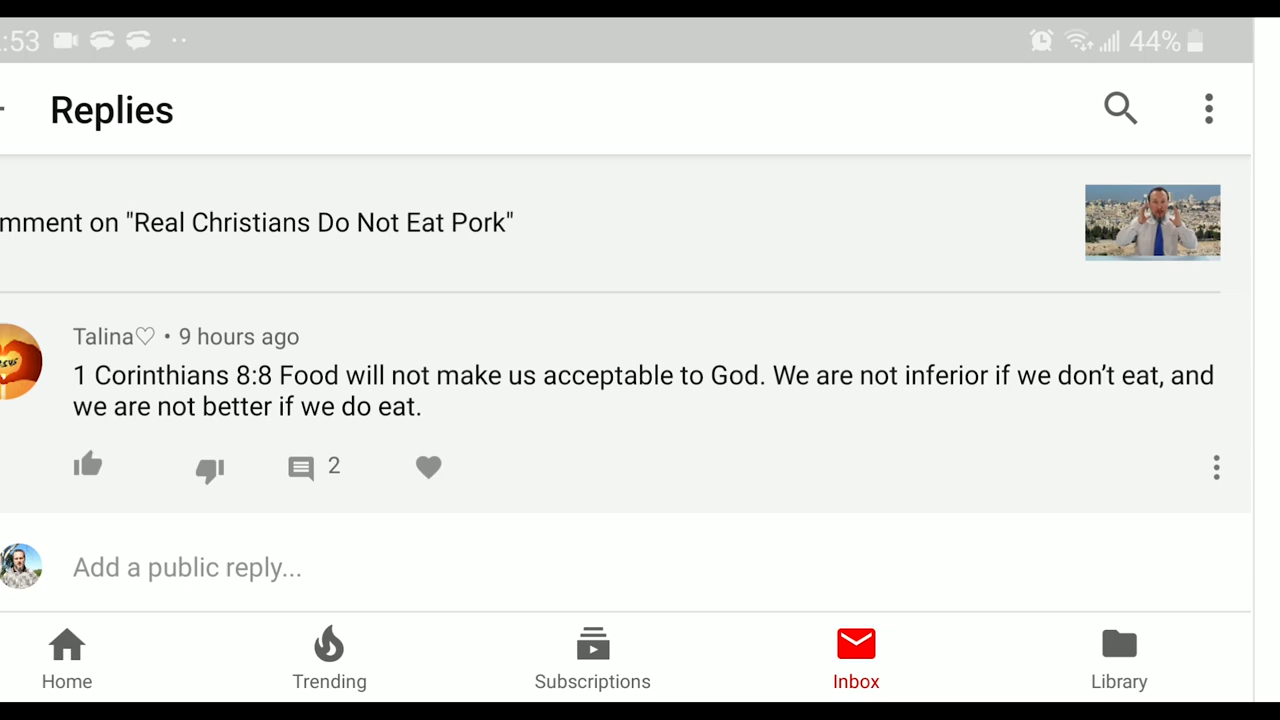 :53
44%
Replies
mment on "Real Christians Do Not Eat Pork"
Talina♡ • 9 hours ago
1 Corinthians 8:8 Food will not make us acceptable to God. We are not inferior if we don’t eat, and
we are not better if we do eat.
2
Add a public reply...
Home
Trending
Subscriptions
Inbox
Library